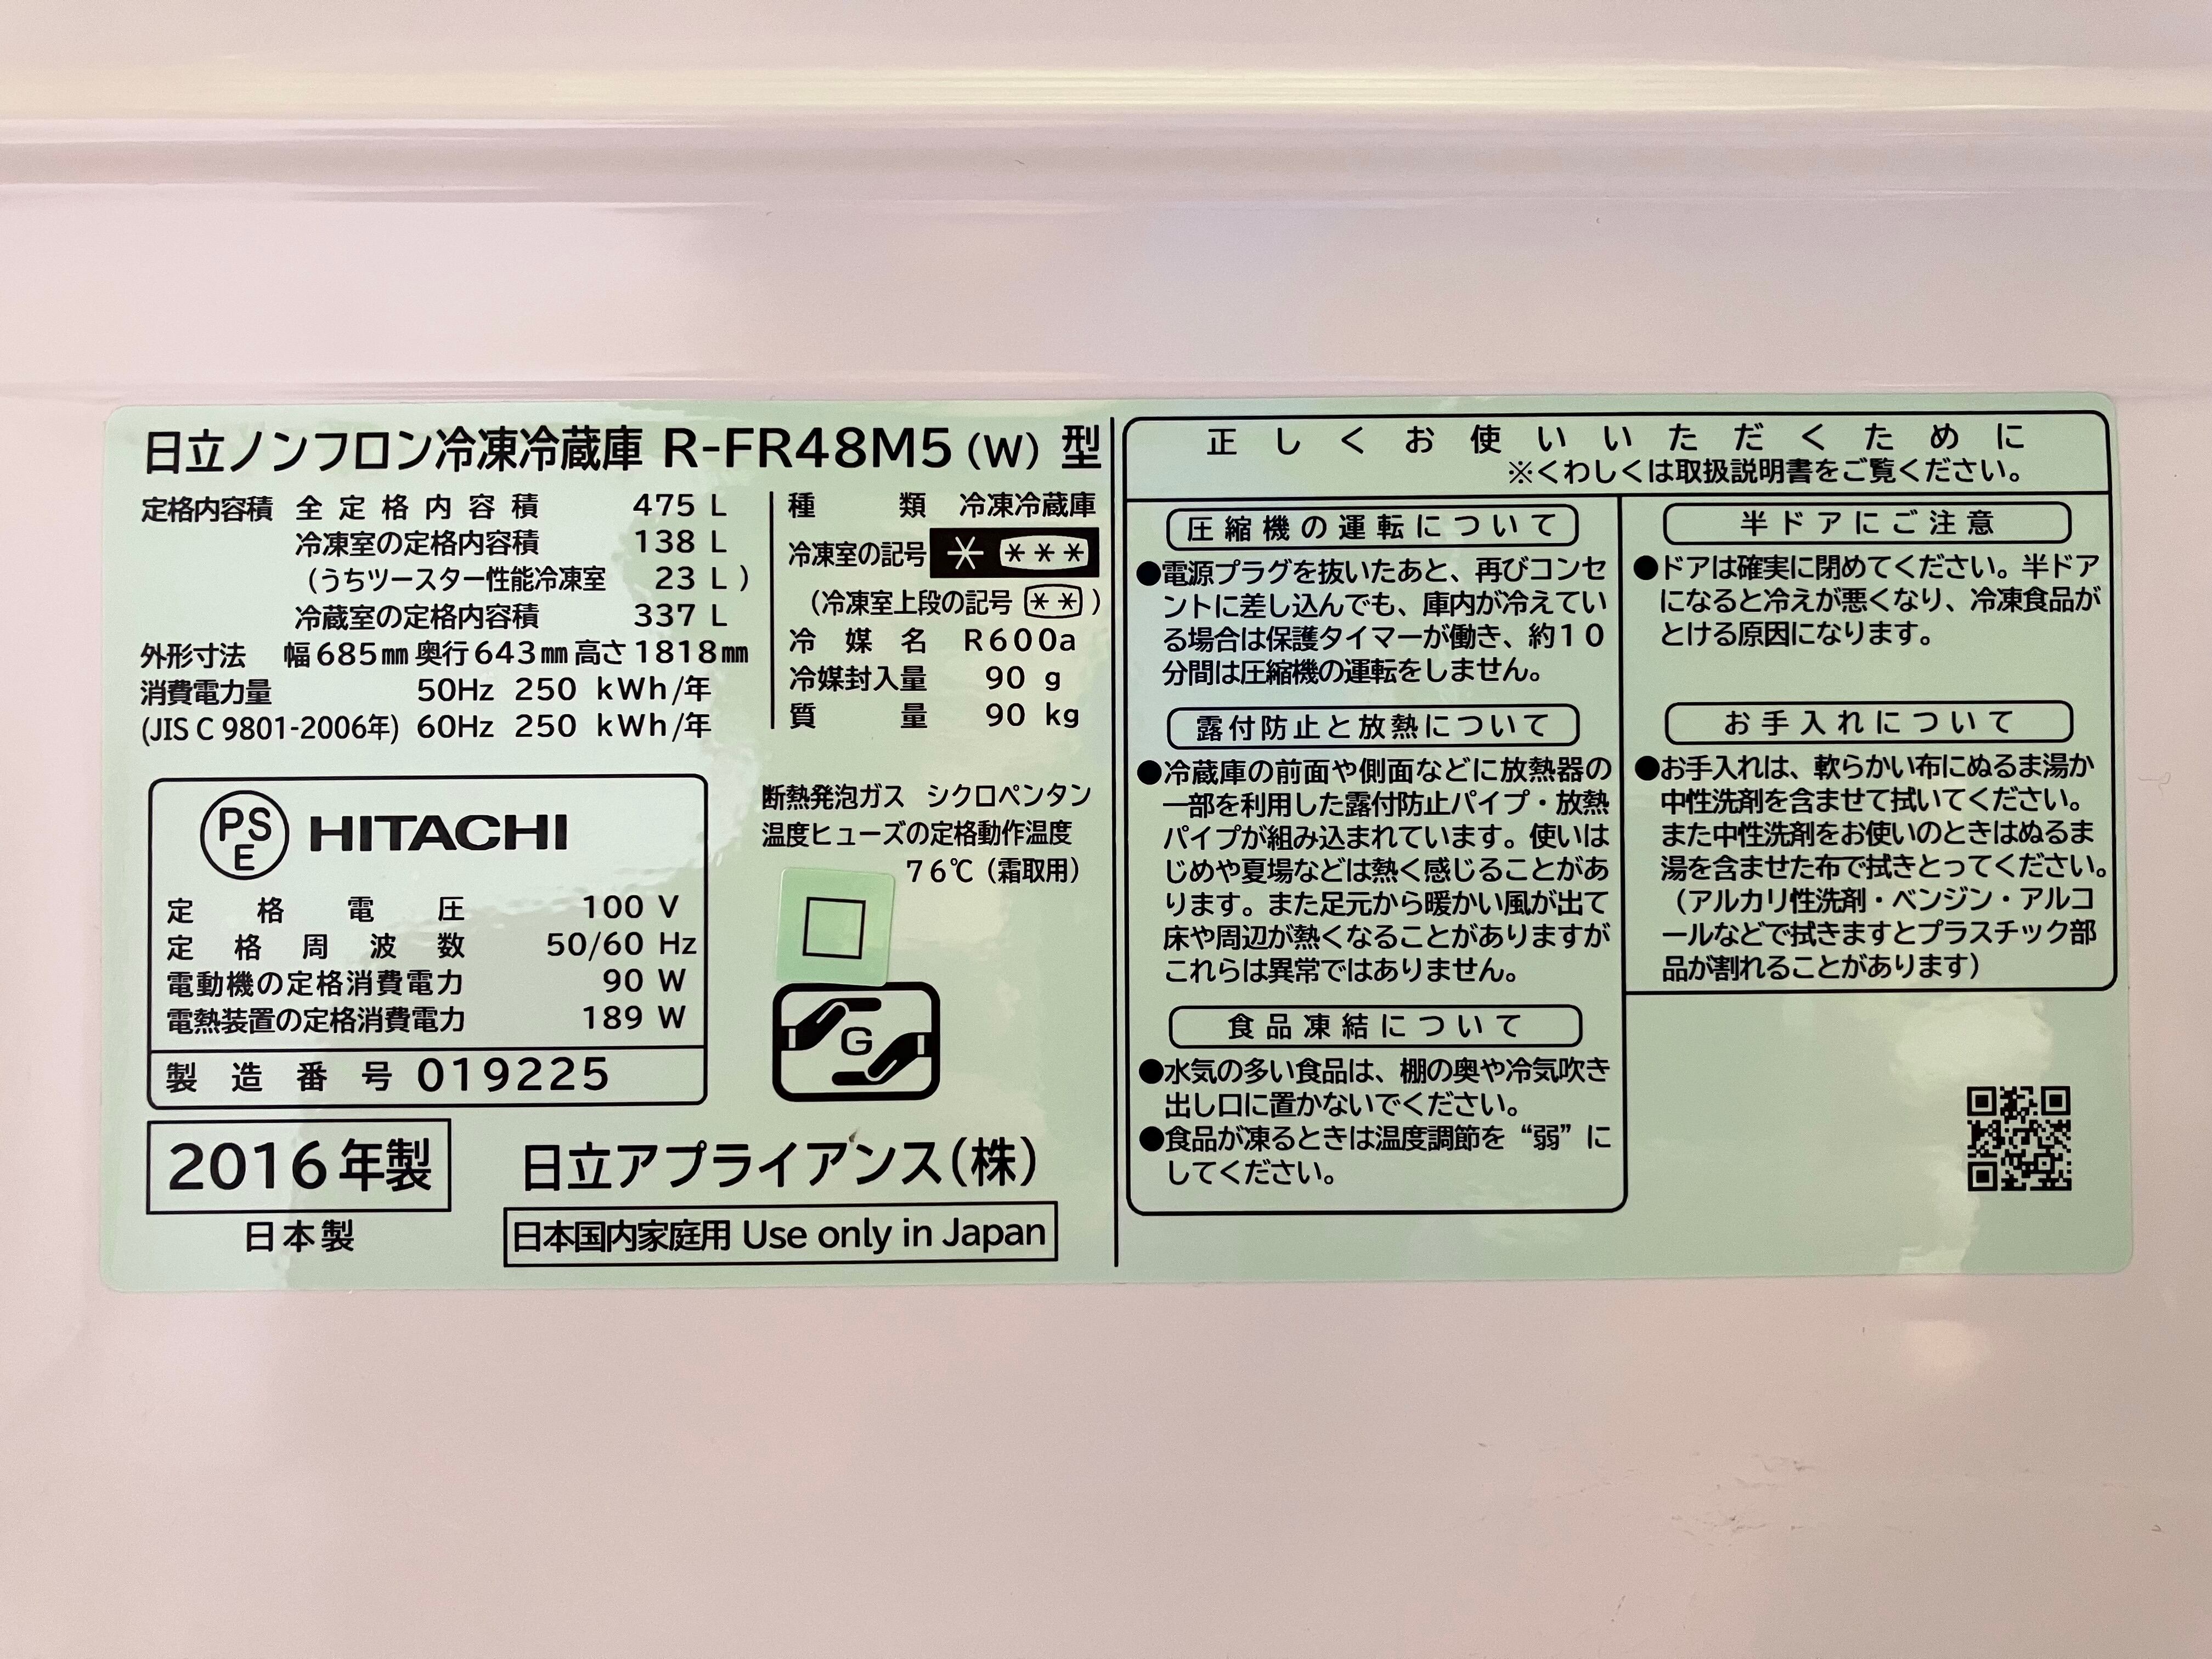 日立ノンフロン冷凍冷蔵庫 R-FR48M5 (W) 型
定格内容積 全定格内容積 475 L
冷凍室の定格内容積 138 L
(うちツースター性能冷凍室 23 L )
冷蔵室の定格内容積 337 L
外形寸法 幅685mm奥行643mm高さ1818mm
消費電力量 50Hz 250 kWh/年
(JIS C 9801-2006年) 60Hz 250 kWh/年
種類 冷凍冷蔵庫
冷凍室の記号 * ***
(冷凍室上段の記号 ** )
冷媒名 R600a
冷媒封入量 90 g
質量 90 kg
PSE HITACHI
定格電圧 100 V
定格周波数 50/60 Hz
電動機の定格消費電力 90 W
電熱装置の定格消費電力 189 W
製造番号 019225
断熱発泡ガス シクロペンタン
温度ヒューズの定格動作温度
76℃(霜取用)
G
2016年製
日本製
日立アプライアンス(株)
日本国内家庭用 Use only in Japan
正しくお使いいただくために
※くわしくは取扱説明書をご覧ください。
圧縮機の運転について
●電源プラグを抜いたあと、再びコンセ
ントに差し込んでも、庫内が冷えてい
る場合は保護タイマーが働き、約10
分間は圧縮機の運転をしません。
露付防止と放熱について
●冷蔵庫の前面や側面などに放熱器の
一部を利用した露付防止パイプ・放熱
パイプが組み込まれています。使いは
じめや夏場などは熱く感じることがあ
ります。また足元から暖かい風が出て
床や周辺が熱くなることがありますが
これらは異常ではありません。
食品凍結について
●水気の多い食品は、棚の奥や冷気吹き
出し口に置かないでください。
●食品が凍るときは温度調節を“弱”に
してください。
半ドアにご注意
●ドアは確実に閉めてください。半ドア
になると冷えが悪くなり、冷凍食品が
とける原因になります。
お手入れについて
●お手入れは、軟らかい布にぬるま湯か
中性洗剤を含ませて拭いてください。
また中性洗剤をお使いのときはぬるま
湯を含ませた布で拭きとってください。
(アルカリ性洗剤・ベンジン・アルコ
ールなどで拭きますとプラスチック部
品が割れることがあります)